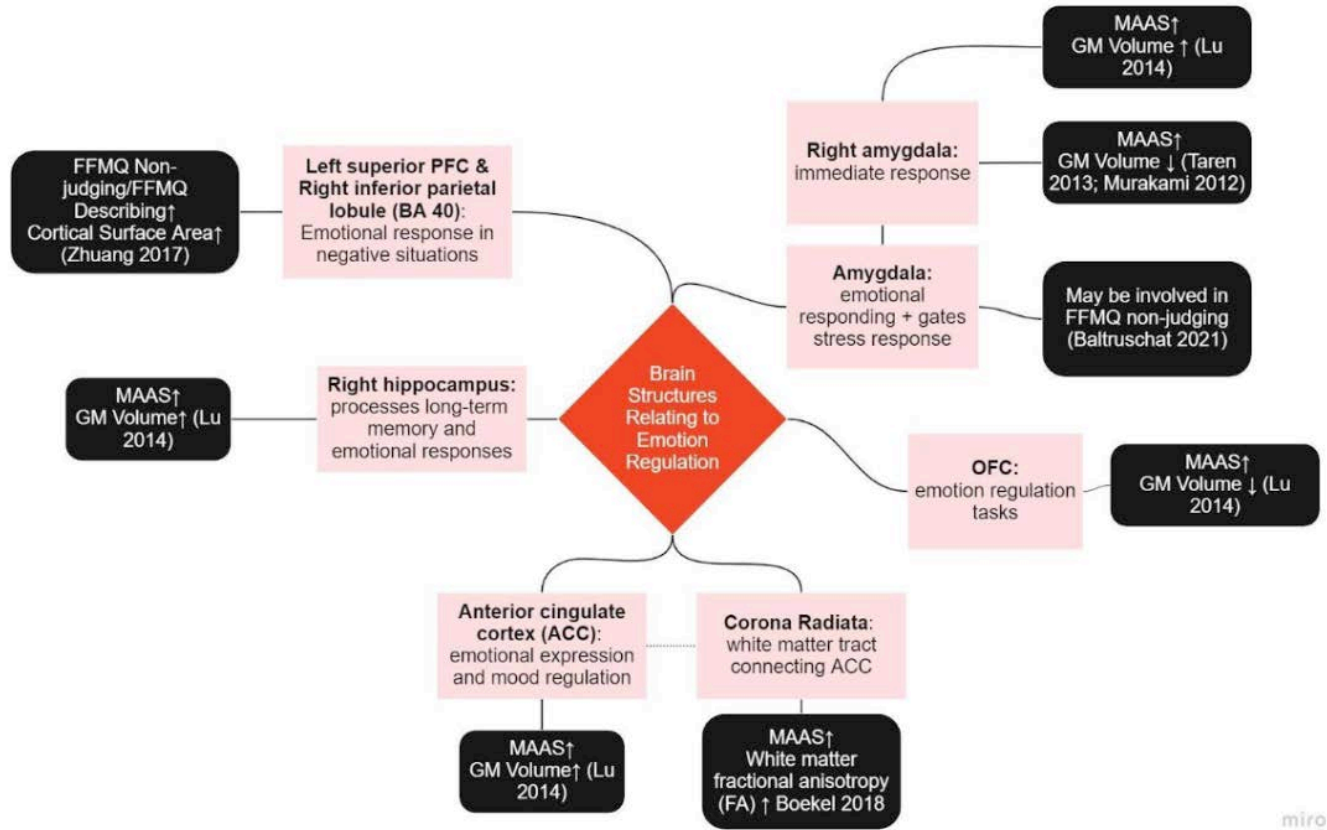 MAAS↑
GM Volume ↑ (Lu
2014)
Right amygdala:
immediate response
MAAS↑
GM Volume ↓ (Taren
2013; Murakami 2012)
FFMQ Non-
judging/FFMQ
Describing↑
Cortical Surface Area↑
(Zhuang 2017)
Left superior PFC &
Right inferior parietal
lobule (BA 40):
Emotional response in
negative situations
Amygdala:
emotional
responding + gates
stress response
May be involved in
FFMQ non-judging
(Baltruschat 2021)
MAAS↑
GM Volume↑ (Lu
2014)
Right hippocampus:
processes long-term
memory and
emotional responses
Brain
Structures
Relating to
Emotion
Regulation
OFC:
emotion regulation
tasks
MAAS↑
GM Volume ↓ (Lu
2014)
Anterior cingulate
cortex (ACC):
emotional expression
and mood regulation
Corona Radiata:
white matter tract
connecting ACC
MAAS↑
GM Volume↑ (Lu
2014)
MAAS↑
White matter
fractional anisotropy
(FA) ↑ Boekel 2018
miro